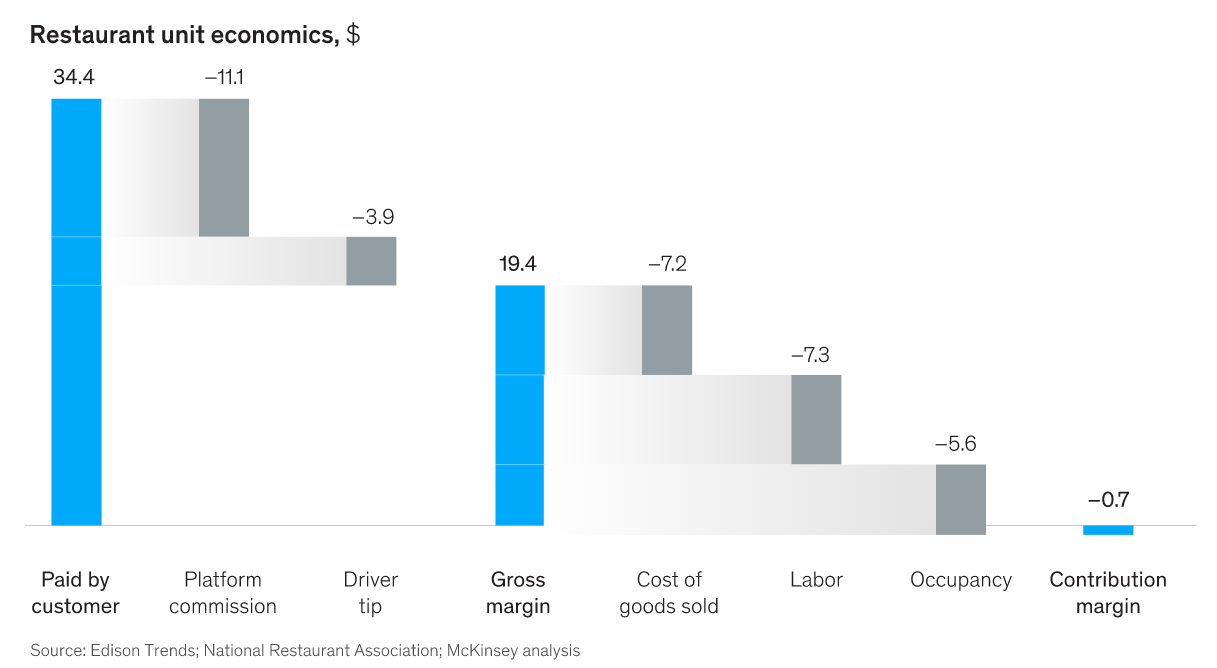 Restaurant unit economics, $
34.4
–11.1
–3.9
19.4
–7.2
–7.3
–5.6
–0.7
Paid by
customer
Platform
commission
Driver
tip
Gross
margin
Cost of
goods sold
Labor
Occupancy
Contribution
margin
Source: Edison Trends; National Restaurant Association; McKinsey analysis